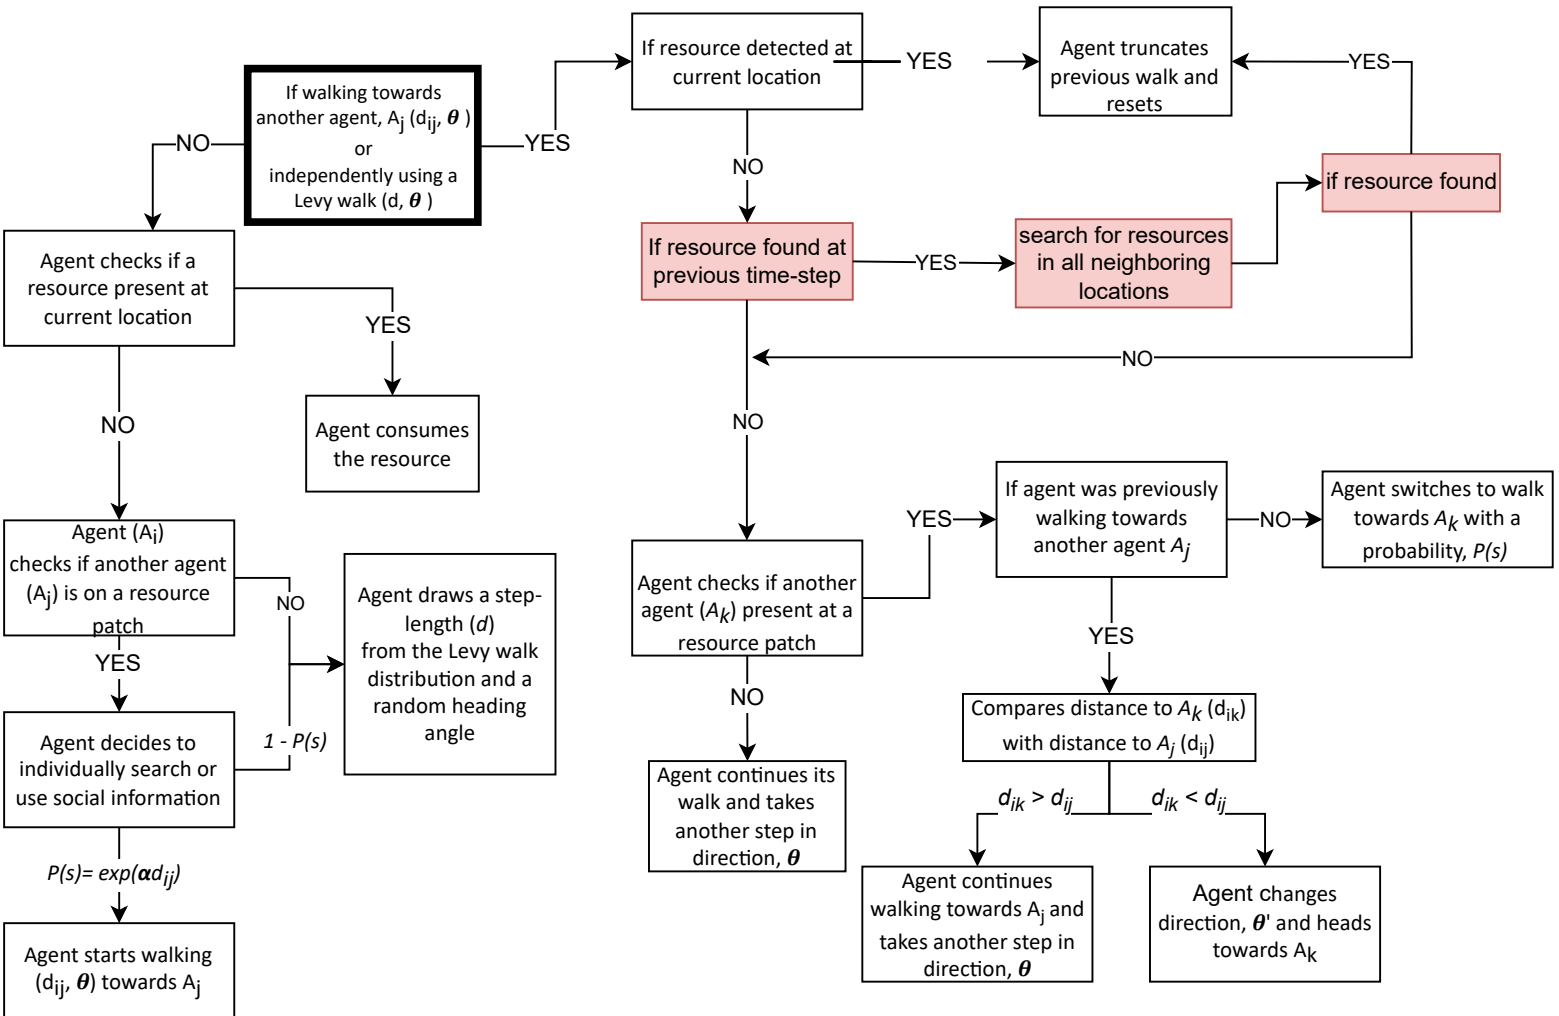 If walking towards
another agent, Aj (dij, θ )
or
independently using a
Levy walk (d, θ )
NO
YES
If resource detected at
current location
YES
Agent truncates
previous walk and
resets
YES
NO
if resource found
If resource found at
previous time-step
YES
search for resources
in all neighboring
locations
NO
NO
Agent checks if a
resource present at
current location
YES
Agent consumes
the resource
NO
Agent (Ai)
checks if another agent
(Aj) is on a resource
patch
NO
YES
Agent draws a step-
length (d)
from the Levy walk
distribution and a
random heading
angle
Agent decides to
individually search or
use social information
1 - P(s)
P(s)= exp(αdij)
Agent starts walking
(dij, θ) towards Aj
Agent checks if another
agent (Ak) present at a
resource patch
YES
If agent was previously
walking towards
another agent Aj
NO
Agent switches to walk
towards Ak with a
probability, P(s)
NO
Agent continues its
walk and takes
another step in
direction, θ
YES
Compares distance to Ak (dik)
with distance to Aj (dij)
dik > dij
dik < dij
Agent continues
walking towards Aj and
takes another step in
direction, θ
Agent changes
direction, θ' and heads
towards Ak